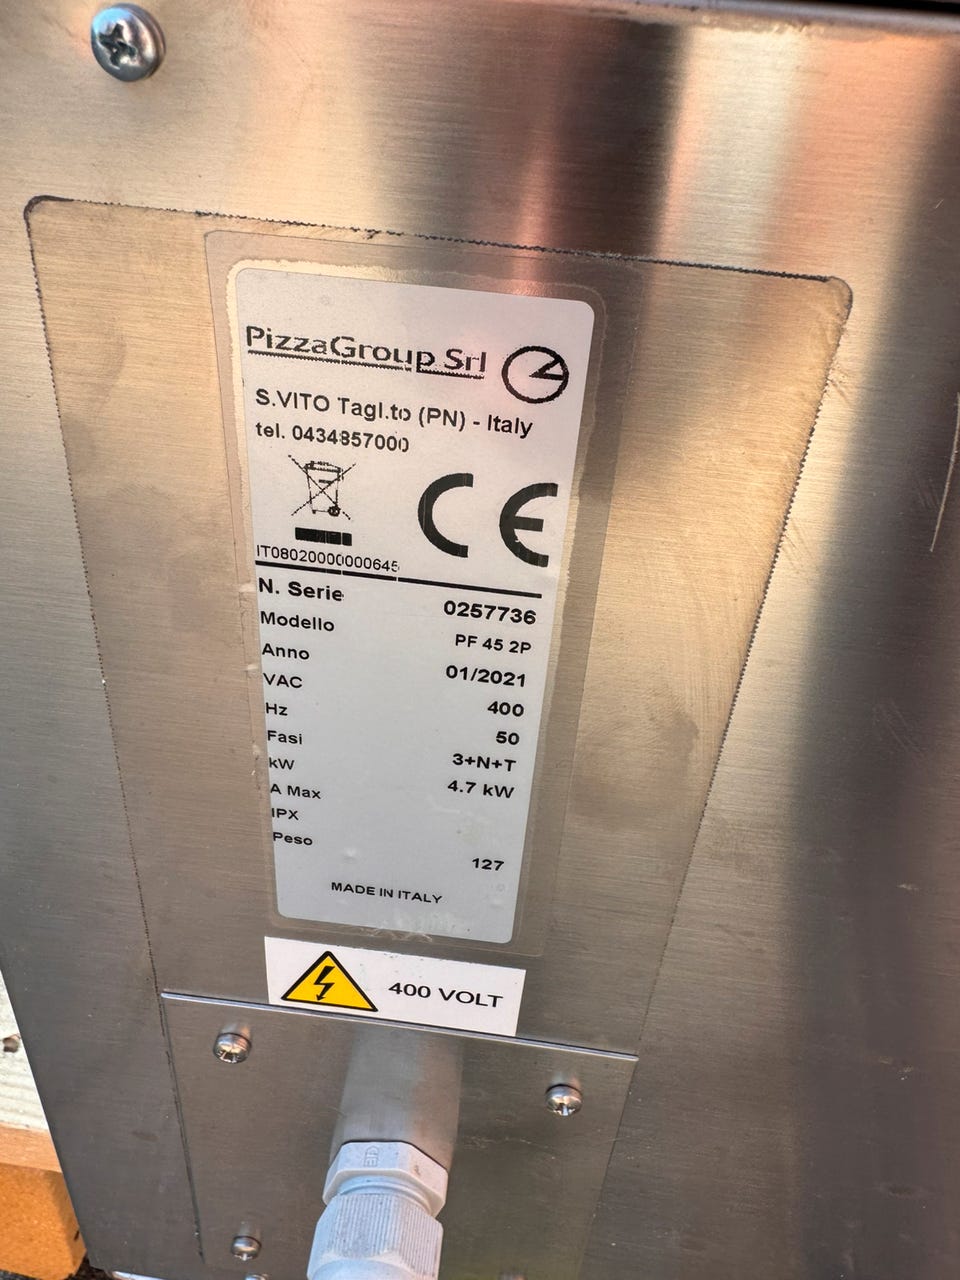 PizzaGroup Srl
S.VITO Tagl.to (PN) - Italy
tel. 0434857000
CE
IT08020000000645
N. Serie 0257736
Modello PF 45 2P
Anno 01/2021
VAC 400
Hz 50
Fasi 3+N+T
kW 4.7 kW
A Max
IPX
Peso 127
MADE IN ITALY
400 VOLT